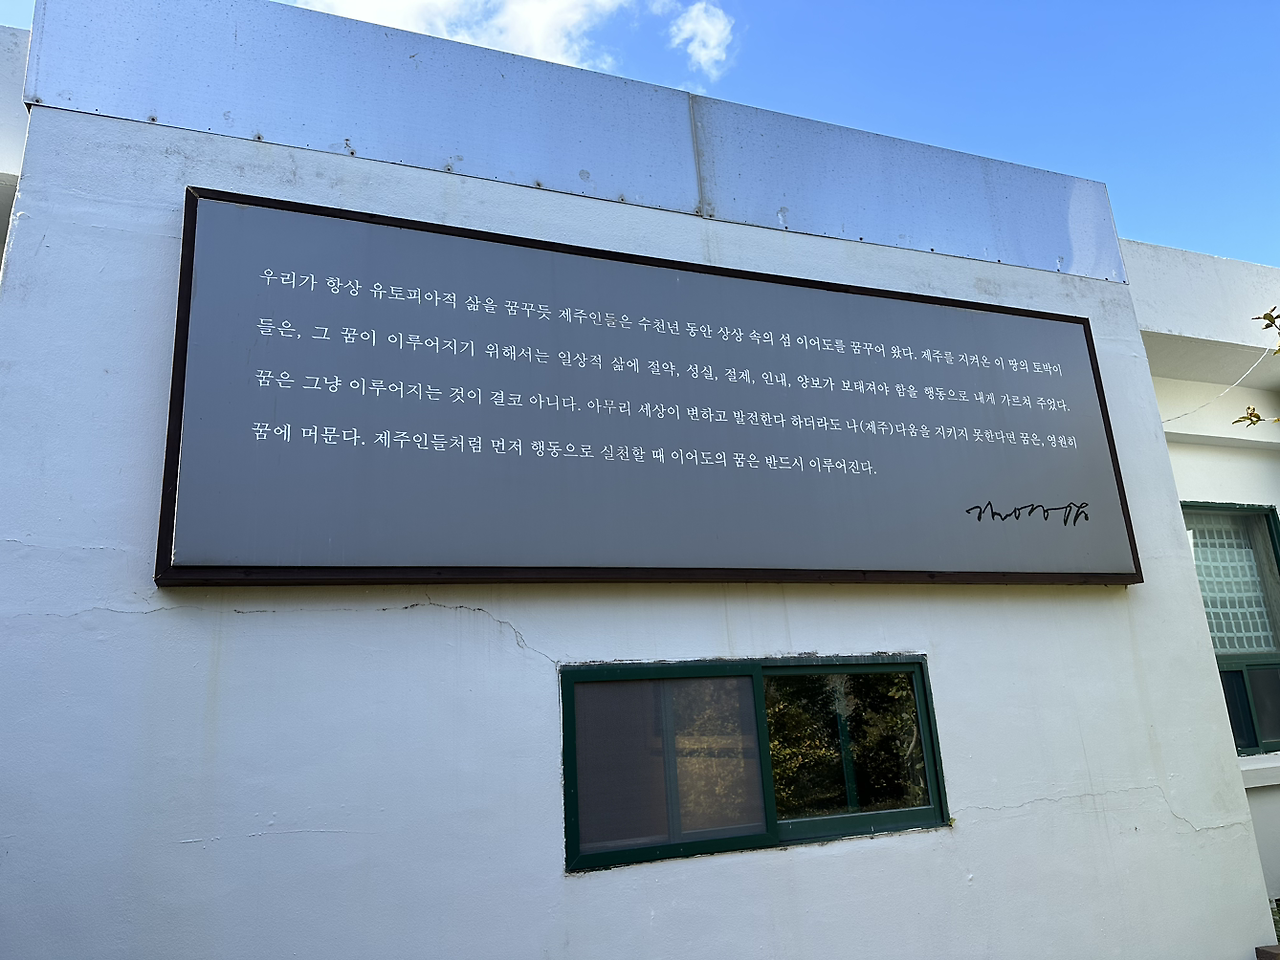 우리가 항상 유토피아적 삶을 꿈꾸듯 제주인들은 수천년 동안 상상 속의 섬 이어도를 꿈꾸어 왔다. 제주를 지켜온 이 땅의 토박이
들은, 그 꿈이 이루어지기 위해서는 일상적 삶에 절약, 성실, 절제, 인내, 양보가 보태져야 함을 행동으로 내게 가르쳐 주었다.
꿈은 그냥 이루어지는 것이 결코 아니다. 아무리 세상이 변하고 발전한다 하더라도 나(제주)다움을 지키지 못한다면 꿈은, 영원히
꿈에 머문다. 제주인들처럼 먼저 행동으로 실천할 때 이어도의 꿈은 반드시 이루어진다.